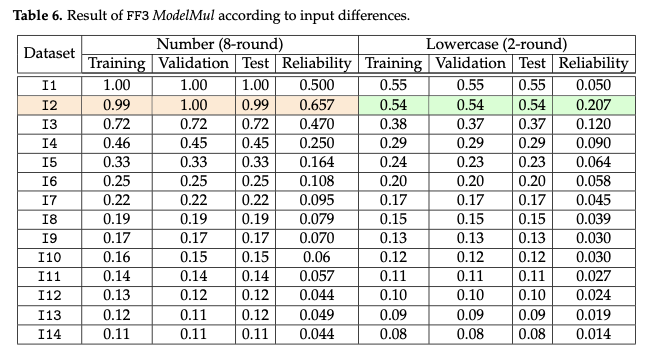 Table 6. Result of FF3 ModelMul according to input differences.
Dataset Number (8-round) Lowercase (2-round)
Training Validation Test Reliability Training Validation Test Reliability
I1 1.00 1.00 1.00 0.500 0.55 0.55 0.55 0.050
I2 0.99 1.00 0.99 0.657 0.54 0.54 0.54 0.207
I3 0.72 0.72 0.72 0.470 0.38 0.37 0.37 0.120
I4 0.46 0.45 0.45 0.250 0.29 0.29 0.29 0.090
I5 0.33 0.33 0.33 0.164 0.24 0.23 0.23 0.064
I6 0.25 0.25 0.25 0.108 0.20 0.20 0.20 0.058
I7 0.22 0.22 0.22 0.095 0.17 0.17 0.17 0.045
I8 0.19 0.19 0.19 0.079 0.15 0.15 0.15 0.039
I9 0.17 0.17 0.17 0.070 0.13 0.13 0.13 0.030
I10 0.16 0.15 0.15 0.06 0.12 0.12 0.12 0.030
I11 0.14 0.14 0.14 0.057 0.11 0.11 0.11 0.027
I12 0.13 0.12 0.12 0.044 0.10 0.10 0.10 0.024
I13 0.12 0.11 0.12 0.049 0.09 0.09 0.09 0.019
I14 0.11 0.11 0.11 0.044 0.08 0.08 0.08 0.014